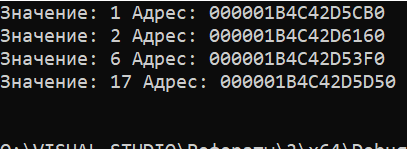 Значение: 1 Адрес: 000001B4C42D5CB0
Значение: 2 Адрес: 000001B4C42D6160
Значение: 6 Адрес: 000001B4C42D53F0
Значение: 17 Адрес: 000001B4C42D5D50